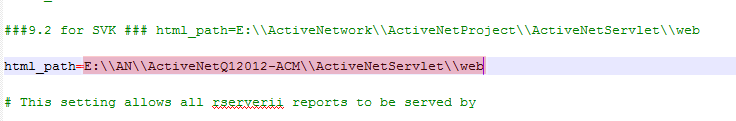 ###9.2 for SVK ### html_path=E:\\ActiveNetwork\\ActiveNetProject\\ActiveNetServlet\\web
html_path=E:\\AN\\ActiveNetQ12012-ACM\\ActiveNetServlet\\web
# This setting allows all rserverii reports to be served by